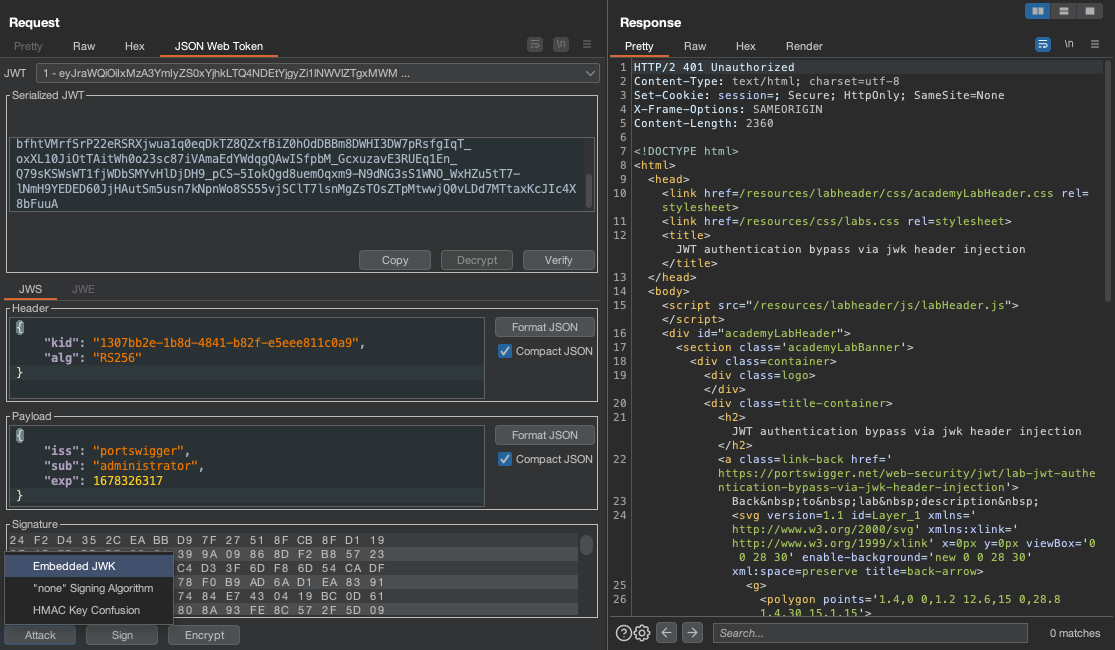 Request
Pretty Raw Hex JSON Web Token
\n
JWT 1 - eyJraWQiOiIxMzA3YmIyZS0xYjhkLTQ4NDEtYjgyZi1lNWVlZTgxMWM ...
Serialized JWT
bfhtVMrfSrP22eRSRXjwua1q0eqDkTZ8QZxfBiZ0hOdDBBm8DWHI3DW7pRsfgIqT_
oxXL10JiOtTAitWh0o23sc87iVAmaEdYWdqgQAwISfpbM_GcxuzavE3RUEq1En_
Q79sKSWsWT1fjWDbSMYvHlDjDH9_pCS-5IokQgd8uemOqxm9-N9dNG3sS1WNO_WxHZu5tT7-
lNmH9YEDED60JjHAutSm5usn7kNpnWo8SS55vjSClT7lsnMgZsTOsZTpMtwwjQ0vLDd7MTtaxKcJIc4X
8bFuuA
Copy Decrypt Verify
JWS JWE
Header
{
"kid": "1307bb2e-1b8d-4841-b82f-e5eee811c0a9",
"alg": "RS256"
}
Format JSON
Compact JSON
Payload
{
"iss": "portswigger",
"sub": "administrator",
"exp": 1678326317
}
Format JSON
Compact JSON
Signature
24 F2 D4 35 2C EA BB D9 7F 27 51 8F CB 8F D1 19
39 9A 09 86 8D F2 B8 57 23
C4 D3 3F 6D F8 6D 54 CA DF
78 F0 B9 AD 6A D1 EA 83 91
74 84 E7 43 04 19 BC 0D 61
80 8A 93 FE 8C 57 2F 5D 09
Embedded JWK
"none" Signing Algorithm
HMAC Key Confusion
Attack Sign Encrypt
Response
Pretty Raw Hex Render
\n
1 HTTP/2 401 Unauthorized
2 Content-Type: text/html; charset=utf-8
3 Set-Cookie: session=; Secure; HttpOnly; SameSite=None
4 X-Frame-Options: SAMEORIGIN
5 Content-Length: 2360
6
7 <!DOCTYPE html>
8 <html>
9 <head>
10 <link href=/resources/labheader/css/academyLabHeader.css rel=
stylesheet>
11 <link href=/resources/css/labs.css rel=stylesheet>
12 <title>
JWT authentication bypass via jwk header injection
</title>
13 </head>
14 <body>
15 <script src="/resources/labheader/js/labHeader.js">
</script>
16 <div id="academyLabHeader">
17 <section class='academyLabBanner'>
18 <div class=container>
19 <div class=logo>
</div>
20 <div class=title-container>
21 <h2>
JWT authentication bypass via jwk header injection
</h2>
22 <a class=link-back href='
https://portswigger.net/web-security/jwt/lab-jwt-authe
ntication-bypass-via-jwk-header-injection'>
23 Back&nbsp;to&nbsp;lab&nbsp;description&nbsp;
24 <svg version=1.1 id=Layer_1 xmlns='
http://www.w3.org/2000/svg' xmlns:xlink='
http://www.w3.org/1999/xlink' x=0px y=0px viewBox='0
0 28 30' enable-background='new 0 0 28 30'
xml:space=preserve title=back-arrow>
25 <g>
26 <polygon points='1.4,0 0,1.2 12.6,15 0,28.8
1.4,30 15.1,15'>
Search... 0 matches